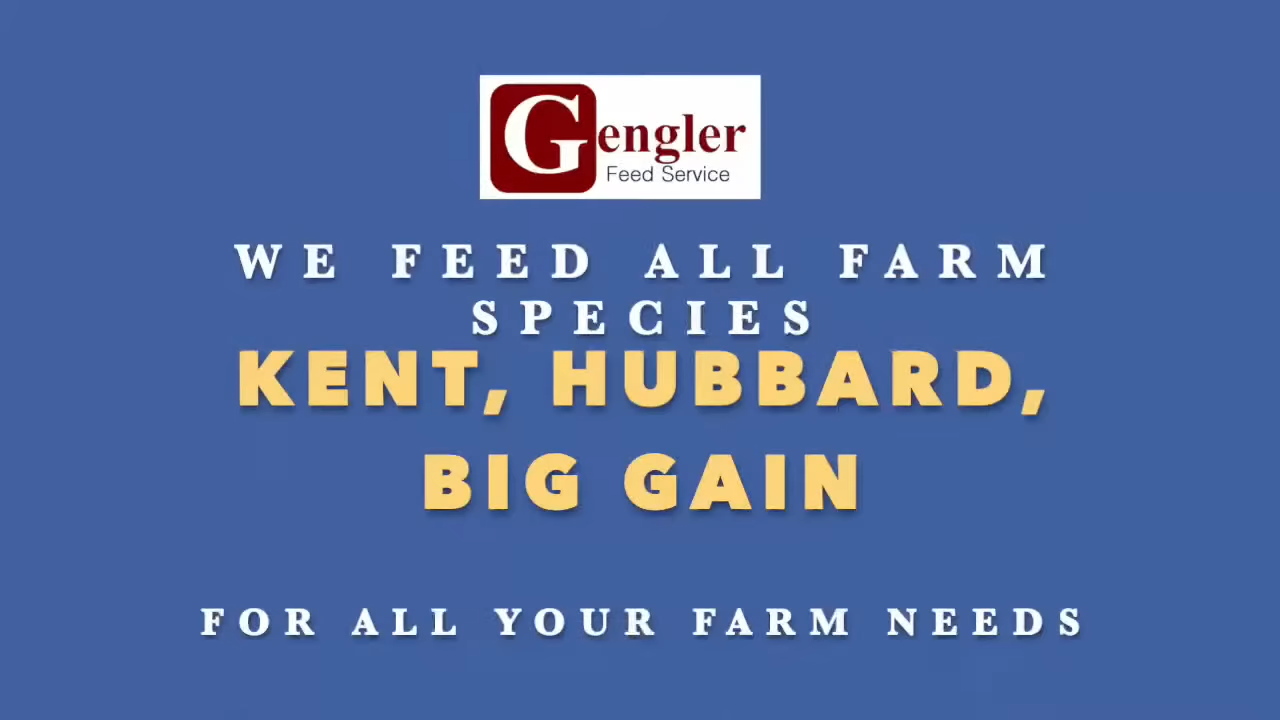 Gengler
Feed Service
WE FEED ALL FARM
SPECIES
KENT, HUBBARD,
BIG GAIN
FOR ALL YOUR FARM NEEDS